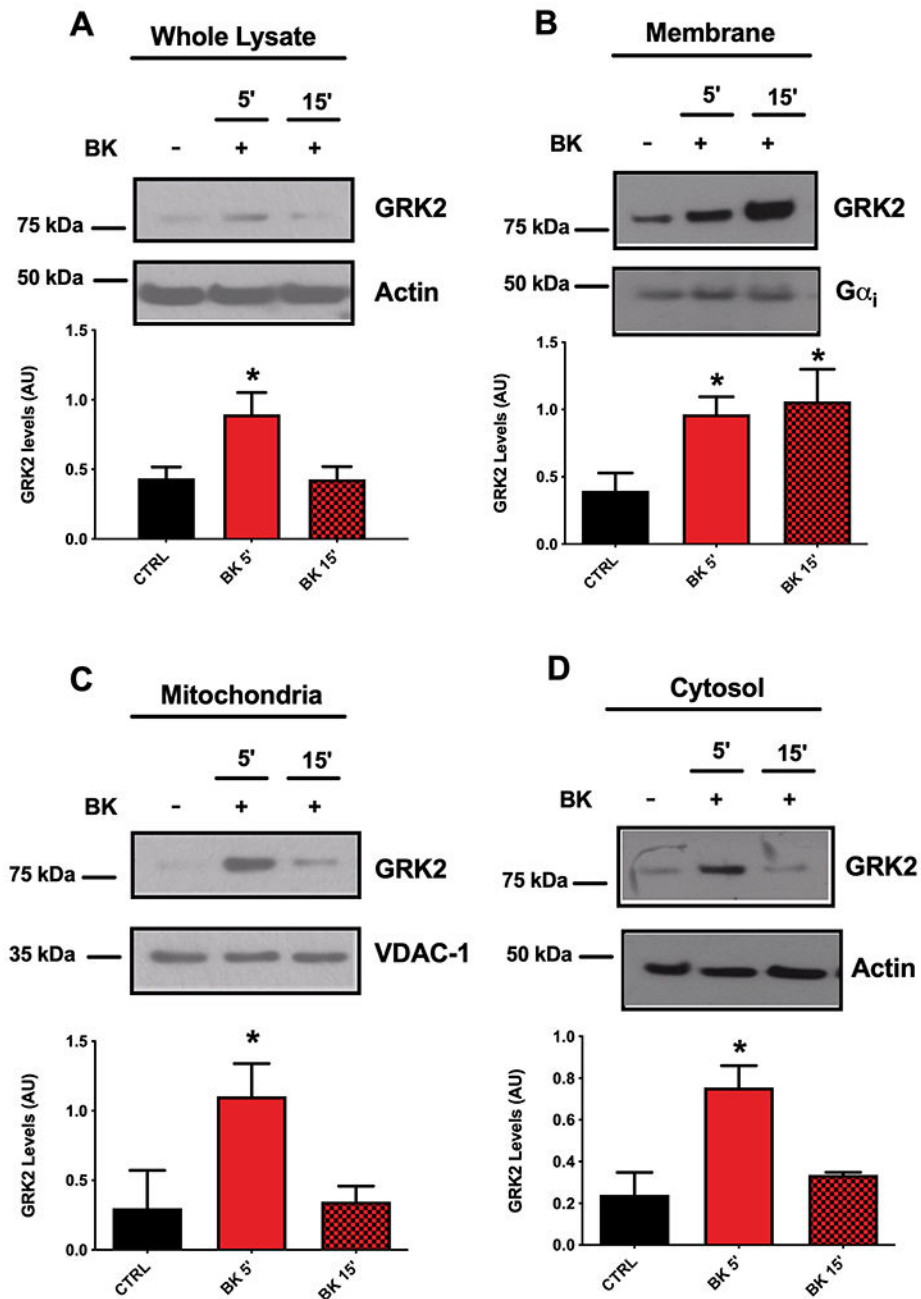 A
Whole Lysate
5' 15'
BK - + +
75 kDa GRK2
50 kDa Actin
GRK2 levels (AU)
1.5
1.0
0.5
0.0
*
CTRL BK 5' BK 15'
B
Membrane
5' 15'
BK - + +
75 kDa GRK2
50 kDa Gαi
GRK2 Levels (AU)
1.5
1.0
0.5
0.0
* *
CTRL BK 5' BK 15'
C
Mitochondria
5' 15'
BK - + +
75 kDa GRK2
35 kDa VDAC-1
GRK2 Levels (AU)
1.5
1.0
0.5
0.0
*
CTRL BK 5' BK 15'
D
Cytosol
5' 15'
BK - + +
75 kDa GRK2
50 kDa Actin
GRK2 Levels (AU)
1.0
0.8
0.6
0.4
0.2
0.0
*
CTRL BK 5' BK 15'